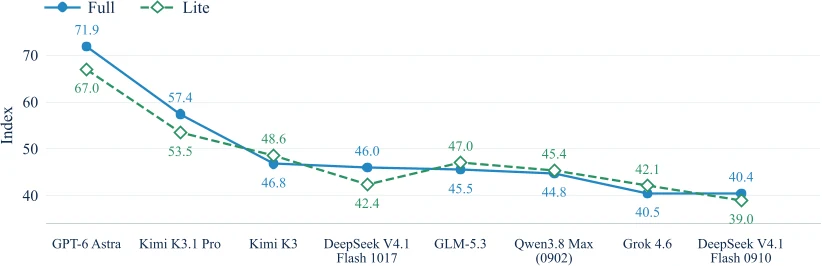 Full Lite
71.9
67.0
57.4
53.5
48.6
46.8
46.0
42.4
47.0
45.5
45.4
44.8
42.1
40.5
40.4
39.0
Index
70
60
50
40
GPT-6 Astra
Kimi K3.1 Pro
Kimi K3
DeepSeek V4.1
Flash 1017
GLM-5.3
Qwen3.8 Max
(0902)
Grok 4.6
DeepSeek V4.1
Flash 0910